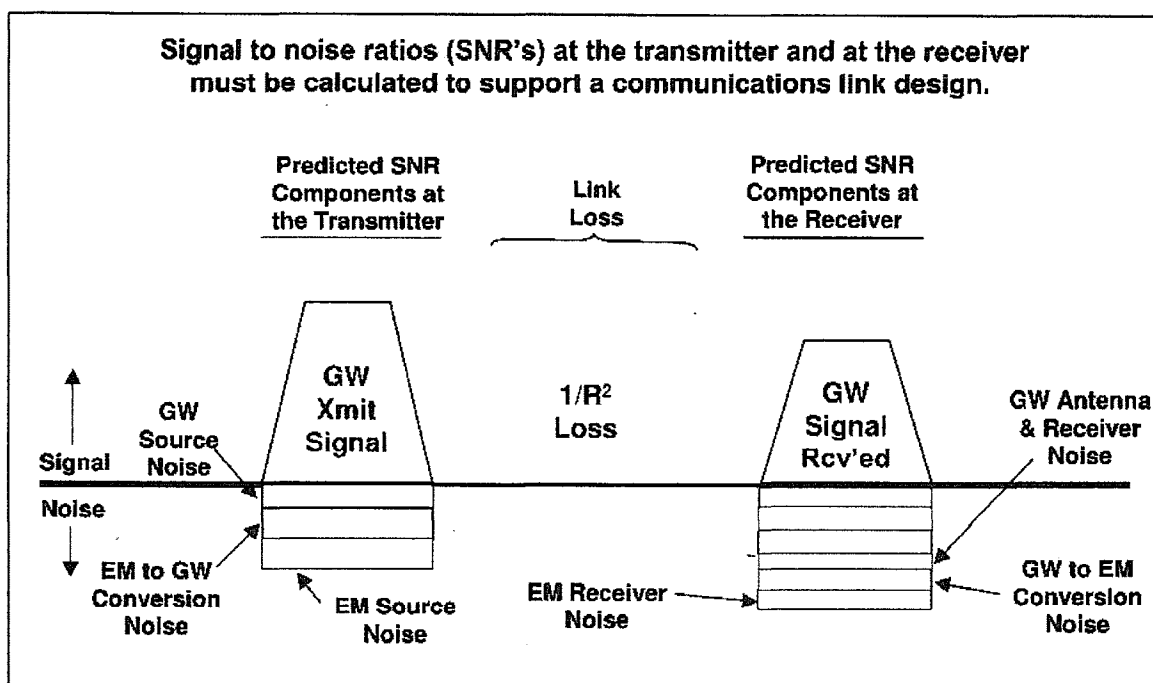 Signal to noise ratios (SNR's) at the transmitter and at the receiver
must be calculated to support a communications link design.
Predicted SNR
Components at
the Transmitter
Link
Loss
Predicted SNR
Components at
the Receiver
GW
Xmit
Signal
1/R²
Loss
GW
Signal
Rcv'ed
GW
Source
Noise
GW Antenna
& Receiver
Noise
Signal
Noise
EM to GW
Conversion
Noise
EM Source
Noise
EM Receiver
Noise
GW to EM
Conversion
Noise